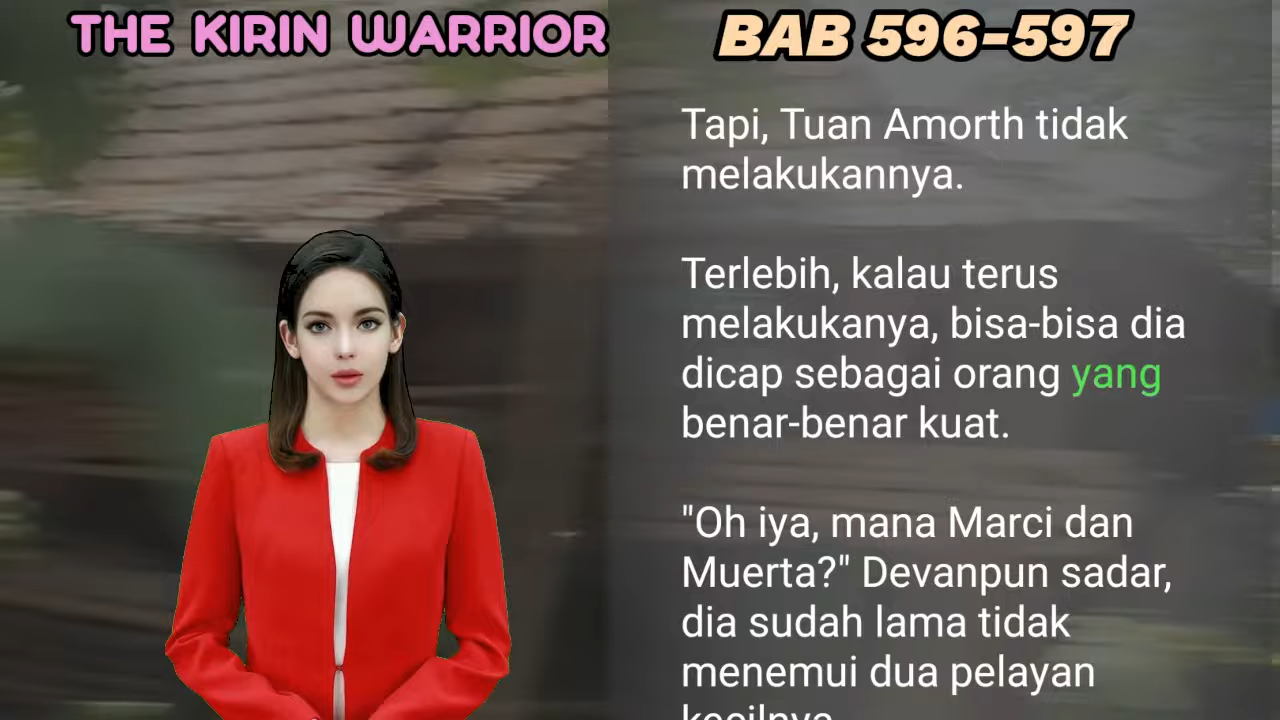 THE KIRIN WARRIOR
BAB 596-597
Tapi, Tuan Amorth tidak
melakukannya.
Terlebih, kalau terus
melakukanya, bisa-bisa dia
dicap sebagai orang yang
benar-benar kuat.
"Oh iya, mana Marci dan
Muerta?" Devanpun sadar,
dia sudah lama tidak
menemui dua pelayan